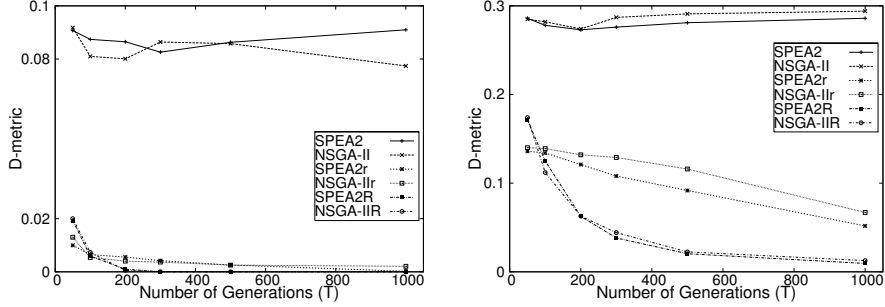 0.1
0.08
0.02
0
D-metric
SPEA2
NSGA-II
SPEA2r
NSGA-IIr
SPEA2R
NSGA-IIR
0 200 400 600 800 1000
Number of Generations (T)
0.3
0.2
0.1
0
D-metric
SPEA2
NSGA-II
SPEA2r
NSGA-IIr
SPEA2R
NSGA-IIR
0 200 400 600 800 1000
Number of Generations (T)